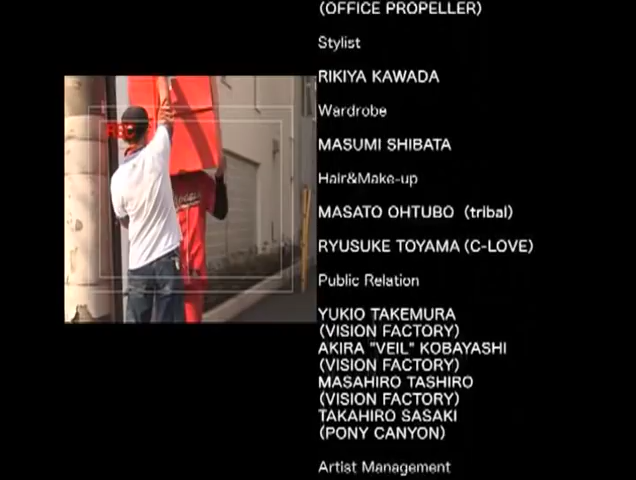 (OFFICE PROPELLER)
Stylist
RIKIYA KAWADA
Wardrobe
MASUMI SHIBATA
Hair&Make-up
MASATO OHTUBO (tribal)
RYUSUKE TOYAMA (C-LOVE)
Public Relation
YUKIO TAKEMURA
(VISION FACTORY)
AKIRA "VEIL" KOBAYASHI
(VISION FACTORY)
MASAHIRO TASHIRO
(VISION FACTORY)
TAKAHIRO SASAKI
(PONY CANYON)
Artist Management
REC